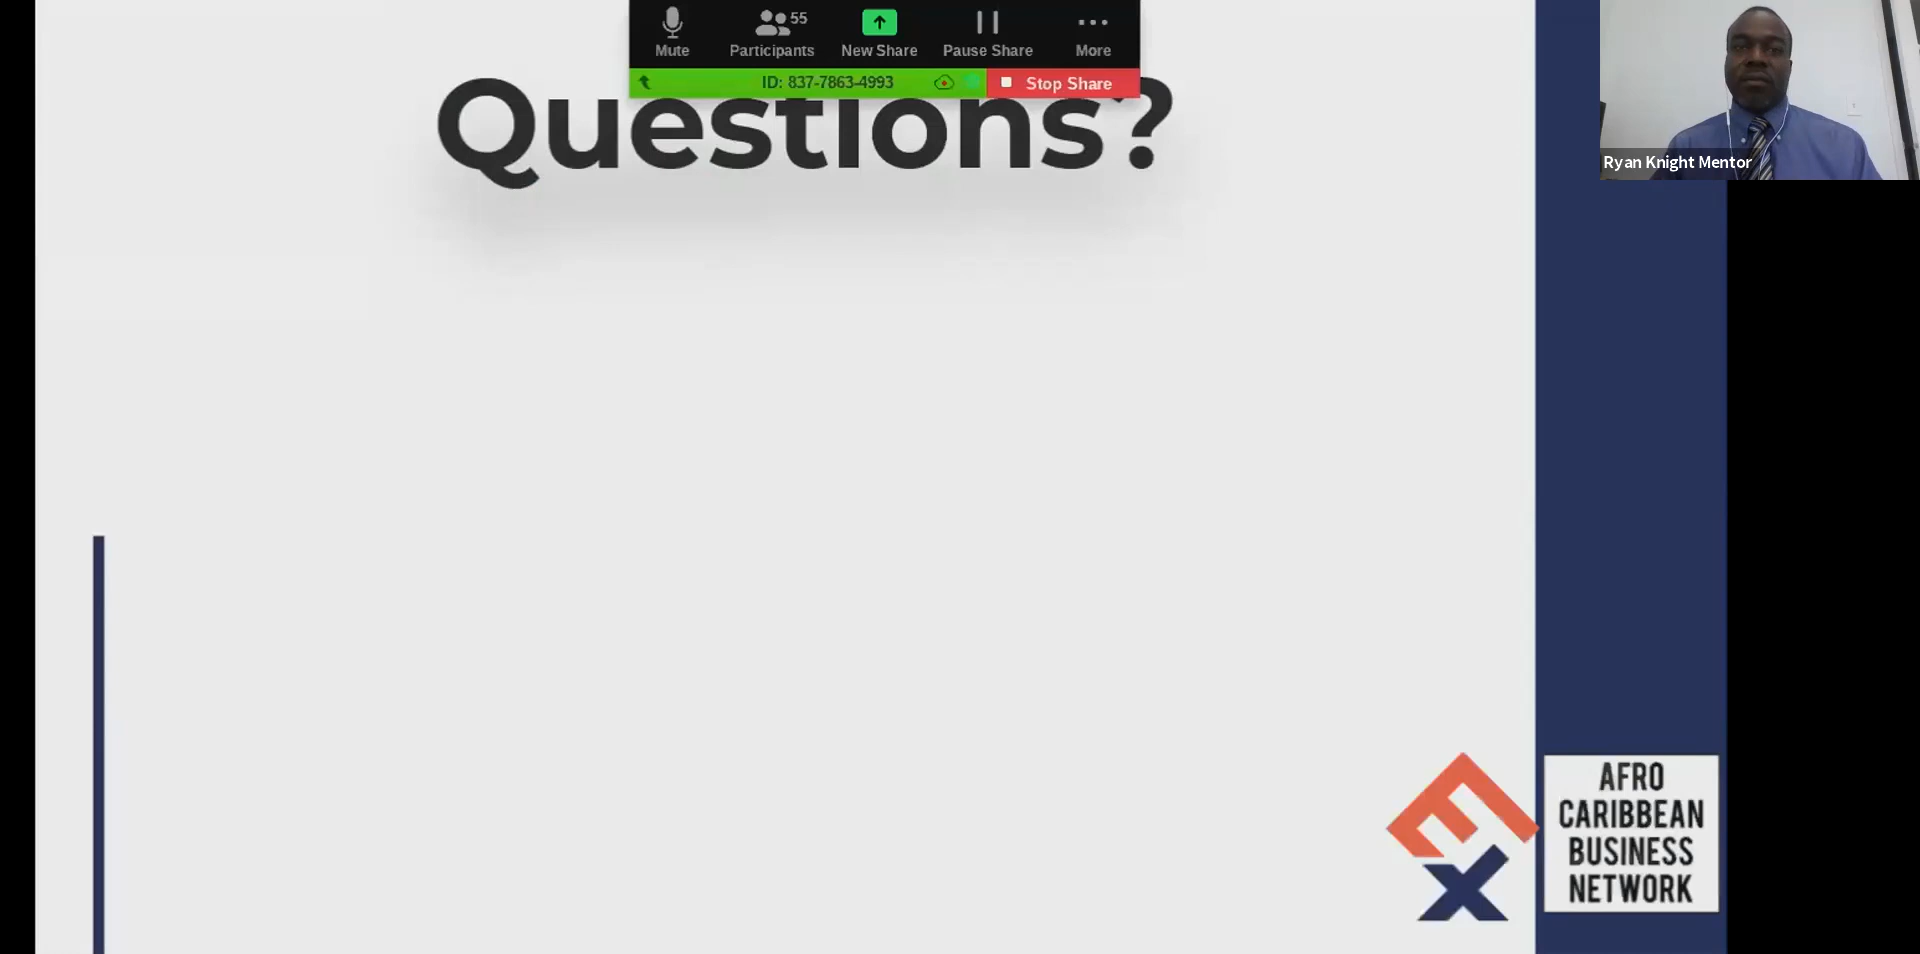 55
Mute
Participants
New Share
Pause Share
More
ID: 837-7863-4993
Stop Share
Questions?
Ryan Knight Mentor
AFRO
CARIBBEAN
BUSINESS
NETWORK